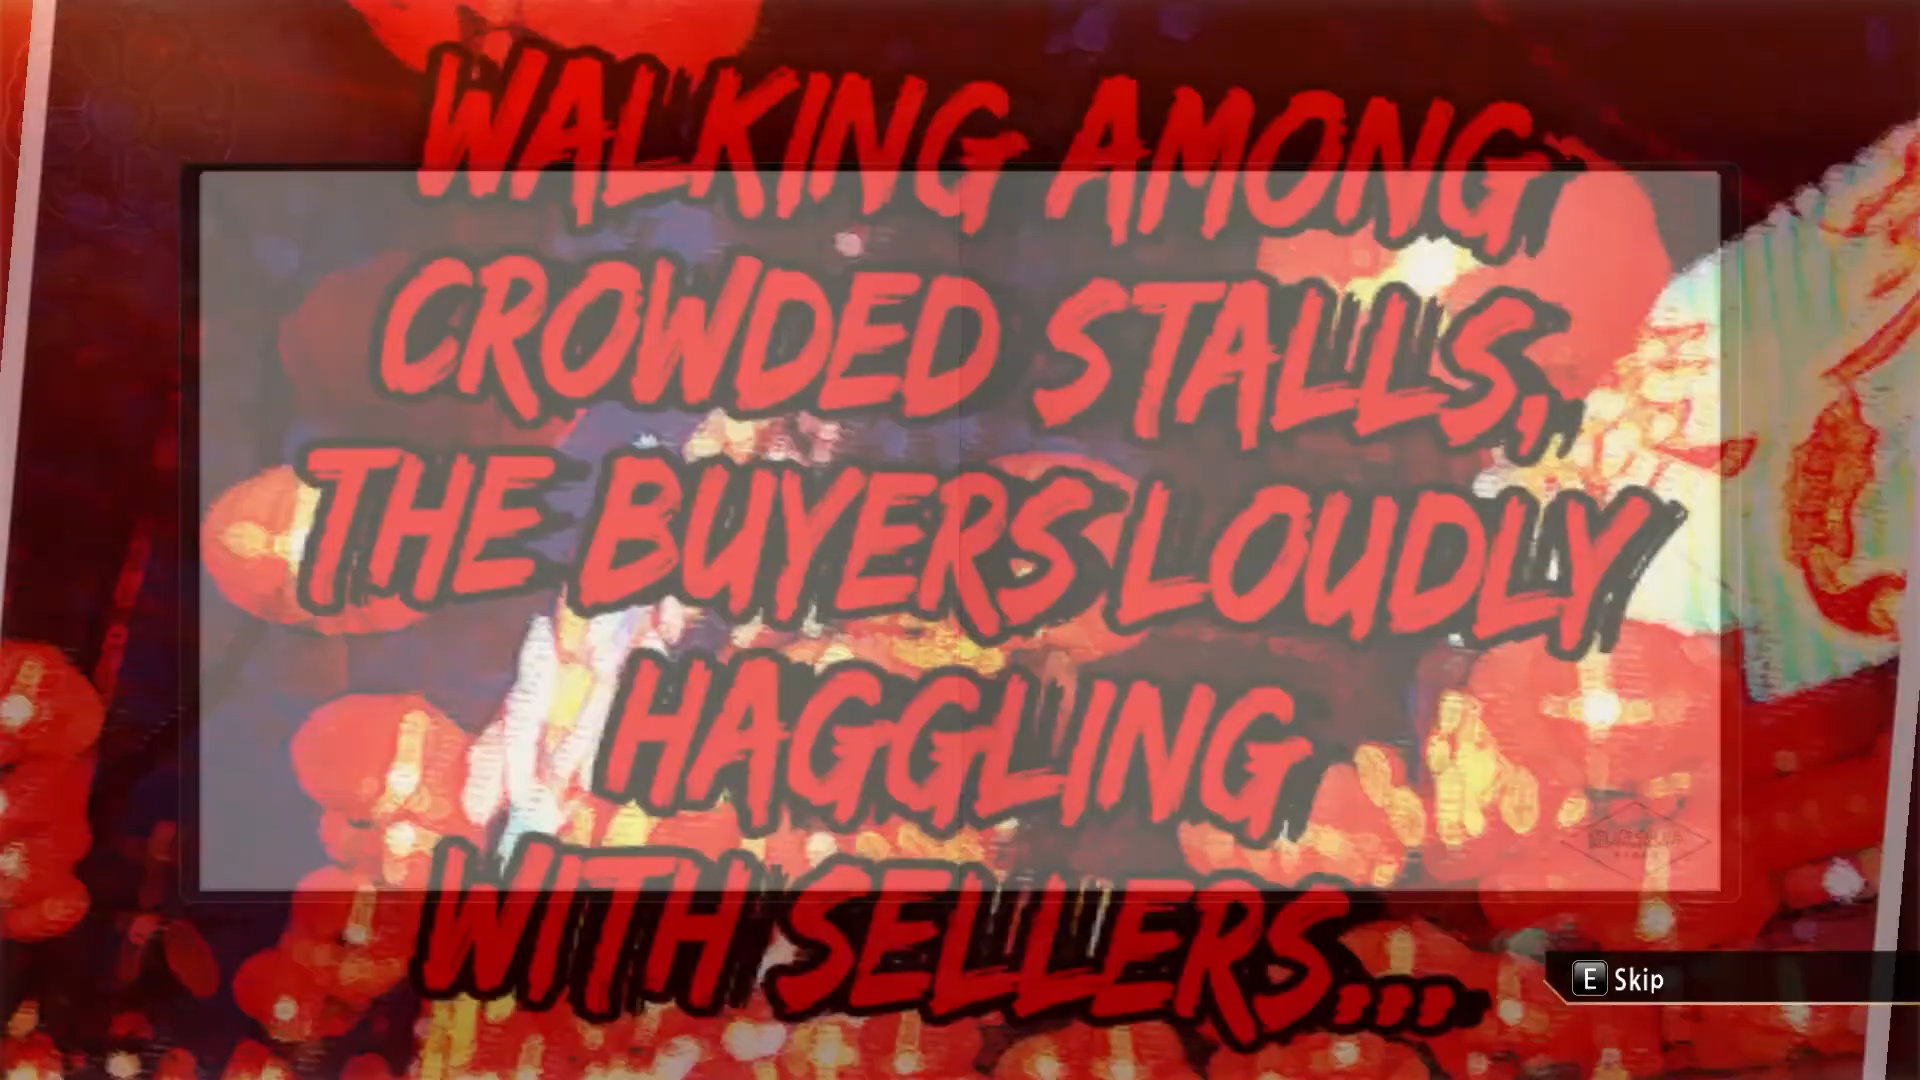 WALKING AMONG
CROWDED STALLS,
THE BUYERS LOUDLY
HAGGLING
WITH SELLERS...
E Skip